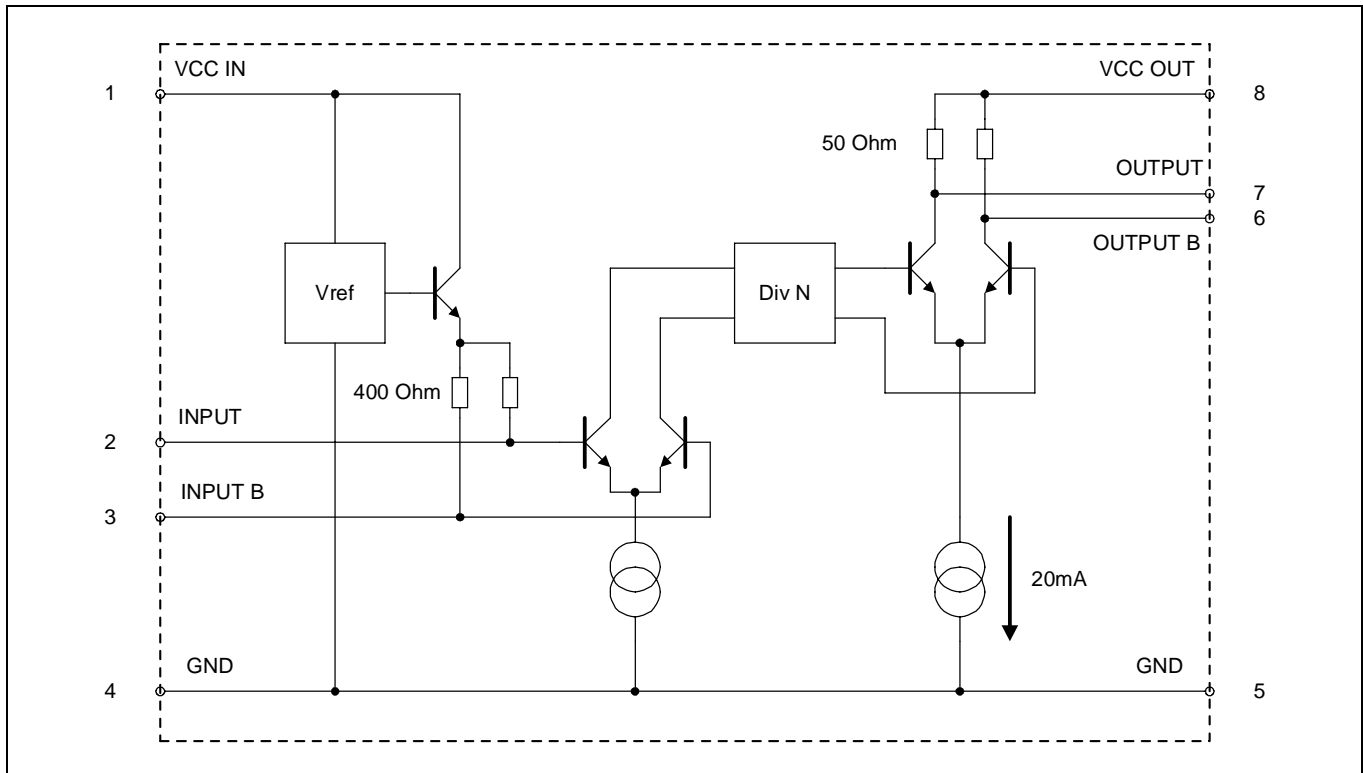 VCC IN
VCC OUT
1
8
50 Ohm
OUTPUT
7
6
OUTPUT B
Vref
Div N
400 Ohm
INPUT
2
INPUT B
3
20mA
GND
GND
4
5